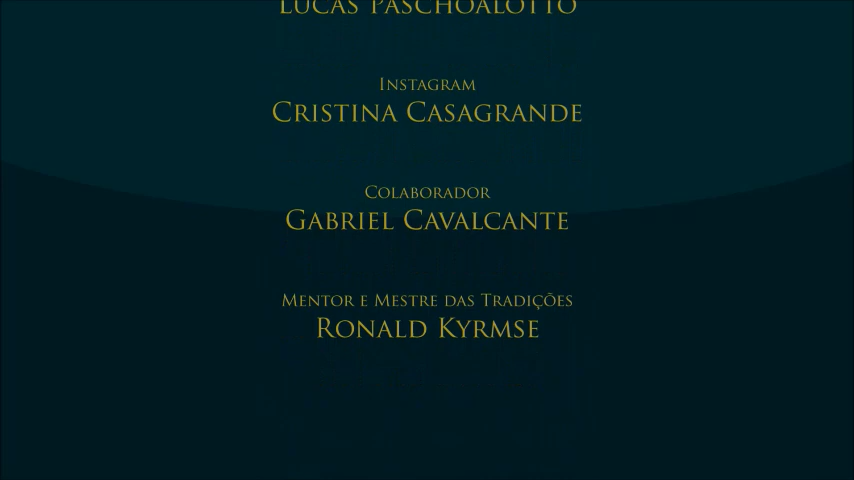 LUCAS PASCHOALOTTO
INSTAGRAM
CRISTINA CASAGRANDE
COLABORADOR
GABRIEL CAVALCANTE
MENTOR E MESTRE DAS TRADIÇÕES
RONALD KYRMSE